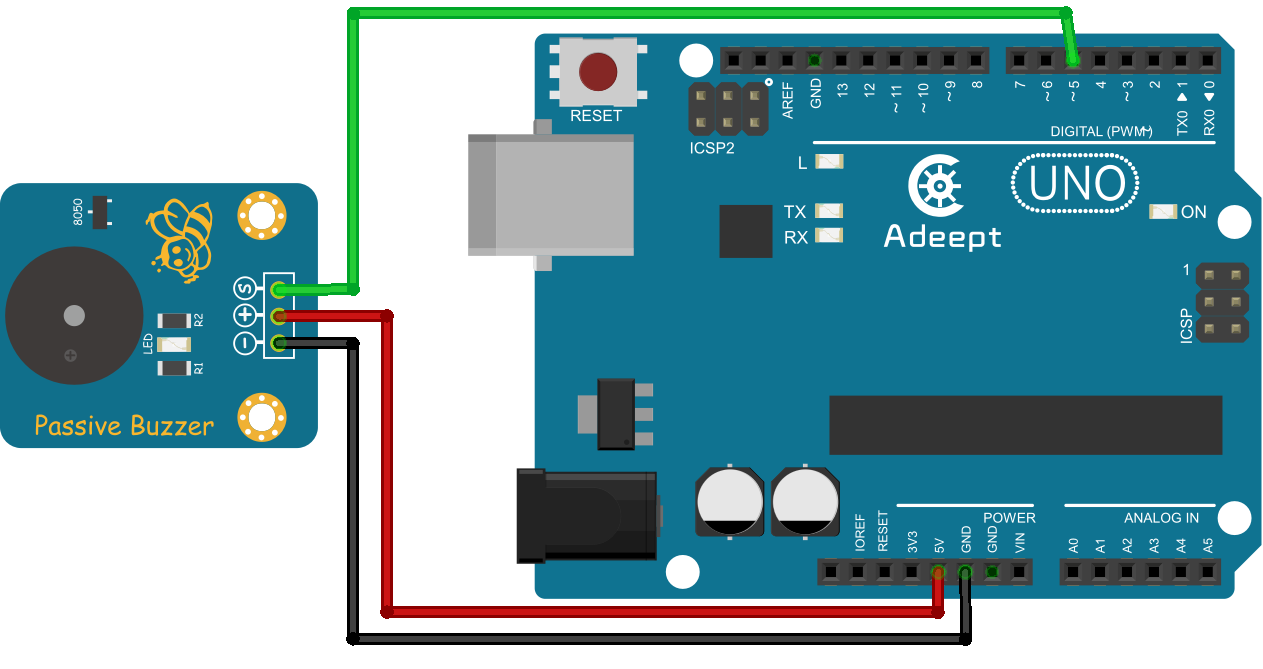 RESET
ICSP2
AREF
GND
13
12
~ 11
~ 10
~ 9
8
7
~ 6
~ 5
4
~ 3
2
TX0 ▶ 1
RX0 ◀ 0
DIGITAL (PWM~)
L
TX
RX
Adeept
UNO
ON
1
ICSP
8050
S
+
−
R2
LED
R1
+
Passive Buzzer
POWER
ANALOG IN
IOREF
RESET
3V3
5V
GND
GND
VIN
A0
A1
A2
A3
A4
A5